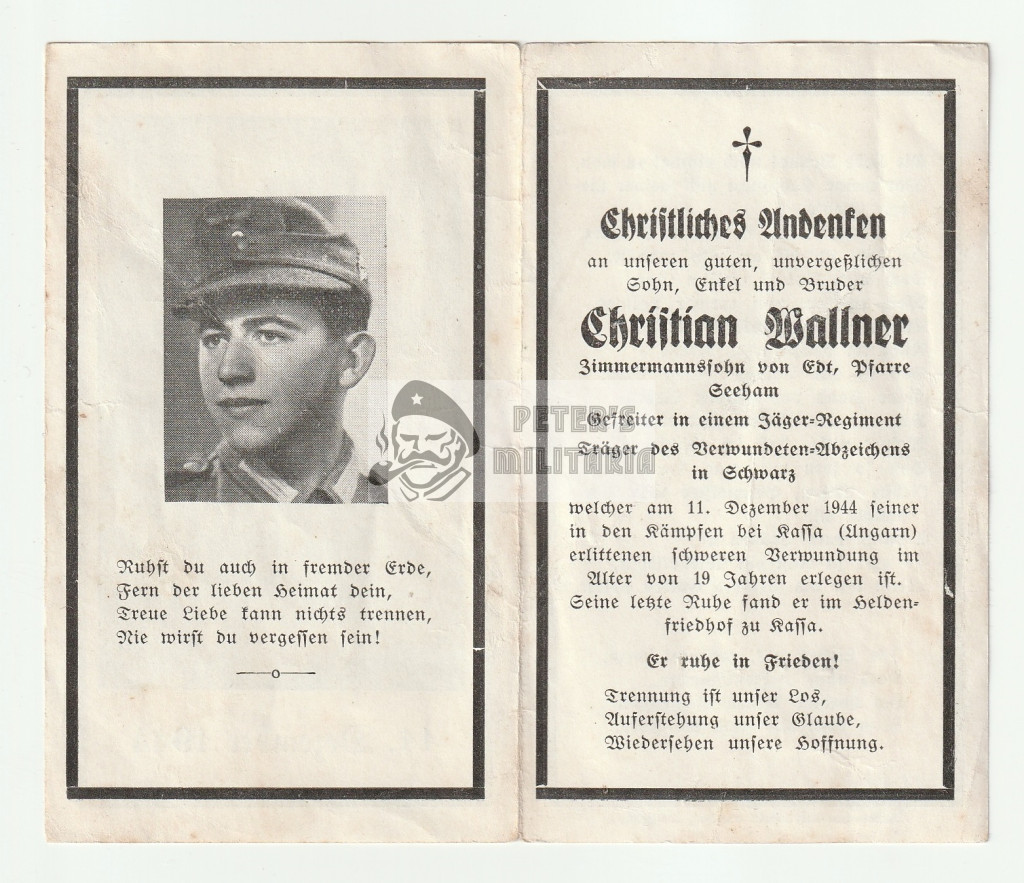 Ruhst du auch in fremder Erde,
Fern der lieben Heimat dein,
Treue Liebe kann nichts trennen,
Nie wirst du vergessen sein!
Christliches Andenken
an unseren guten, unvergeßlichen
Sohn, Enkel und Bruder
Christian Wallner
Zimmermannssohn von Edt, Pfarre
Seeham
Gefreiter in einem Jäger-Regiment
Träger des Verwundeten-Abzeichens
in Schwarz
welcher am 11. Dezember 1944 seiner
in den Kämpfen bei Kassa (Ungarn)
erlittenen schweren Verwundung im
Alter von 19 Jahren erlegen ist.
Seine letzte Ruhe fand er im Helden-
friedhof zu Kassa.
Er ruhe in Frieden!
Trennung ist unser Los,
Auferstehung unser Glaube,
Wiedersehen unsere Hoffnung.
PETER'S
MILITARIA